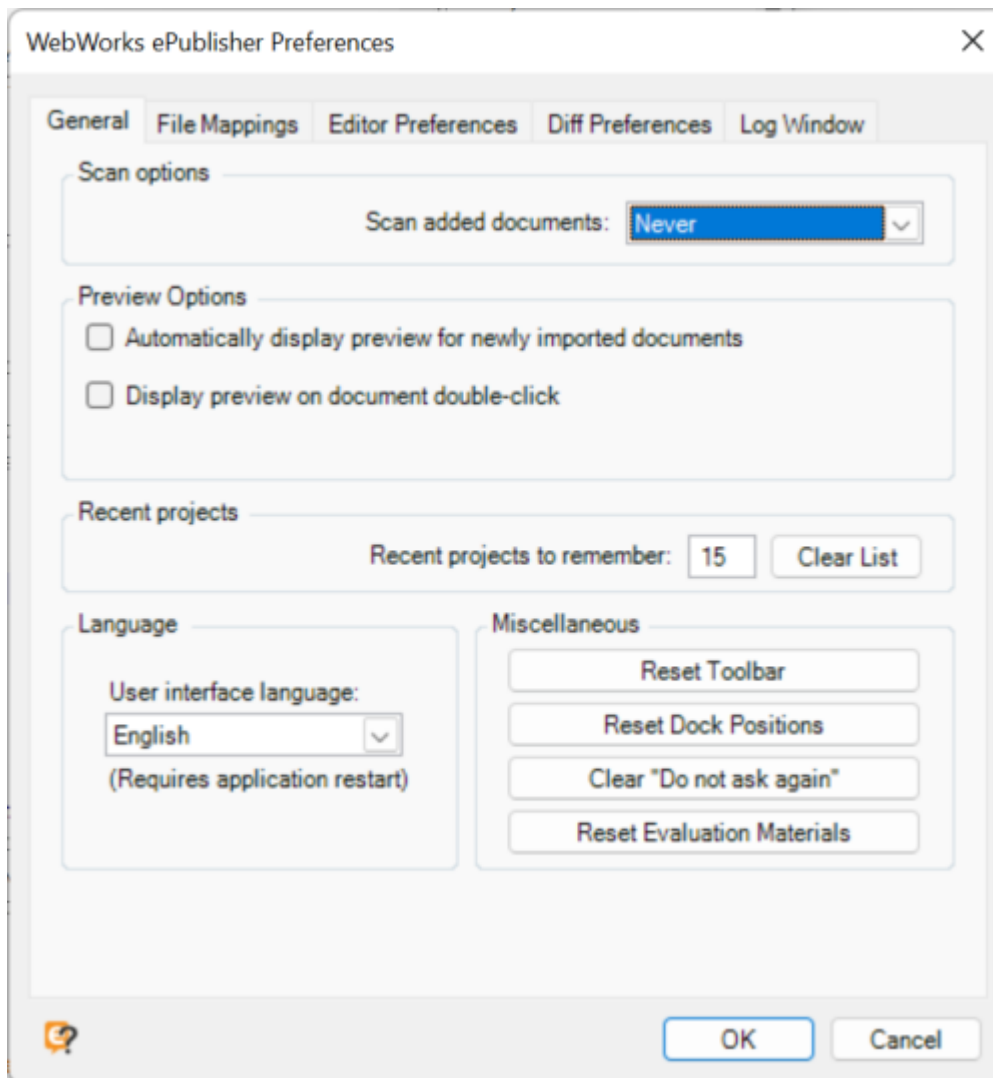 WebWorks ePublisher Preferences
General File Mappings Editor Preferences Diff Preferences Log Window
Scan options
Scan added documents: Never
Preview Options
Automatically display preview for newly imported documents
Display preview on document double-click
Recent projects
Recent projects to remember: 15 Clear List
Language
User interface language:
English
(Requires application restart)
Miscellaneous
Reset Toolbar
Reset Dock Positions
Clear "Do not ask again"
Reset Evaluation Materials
OK Cancel